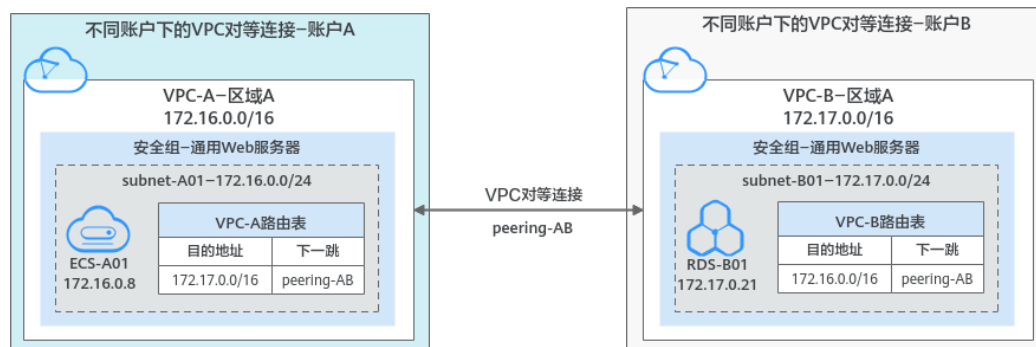 不同账户下的VPC对等连接–账户A
VPC-A–区域A
172.16.0.0/16
安全组–通用Web服务器
subnet-A01–172.16.0.0/24
VPC-A路由表
目的地址 下一跳
172.17.0.0/16 peering-AB
ECS-A01
172.16.0.8
VPC对等连接
peering-AB
不同账户下的VPC对等连接–账户B
VPC-B–区域A
172.17.0.0/16
安全组–通用Web服务器
subnet-B01–172.17.0.0/24
VPC-B路由表
目的地址 下一跳
172.16.0.0/16 peering-AB
RDS-B01
172.17.0.21